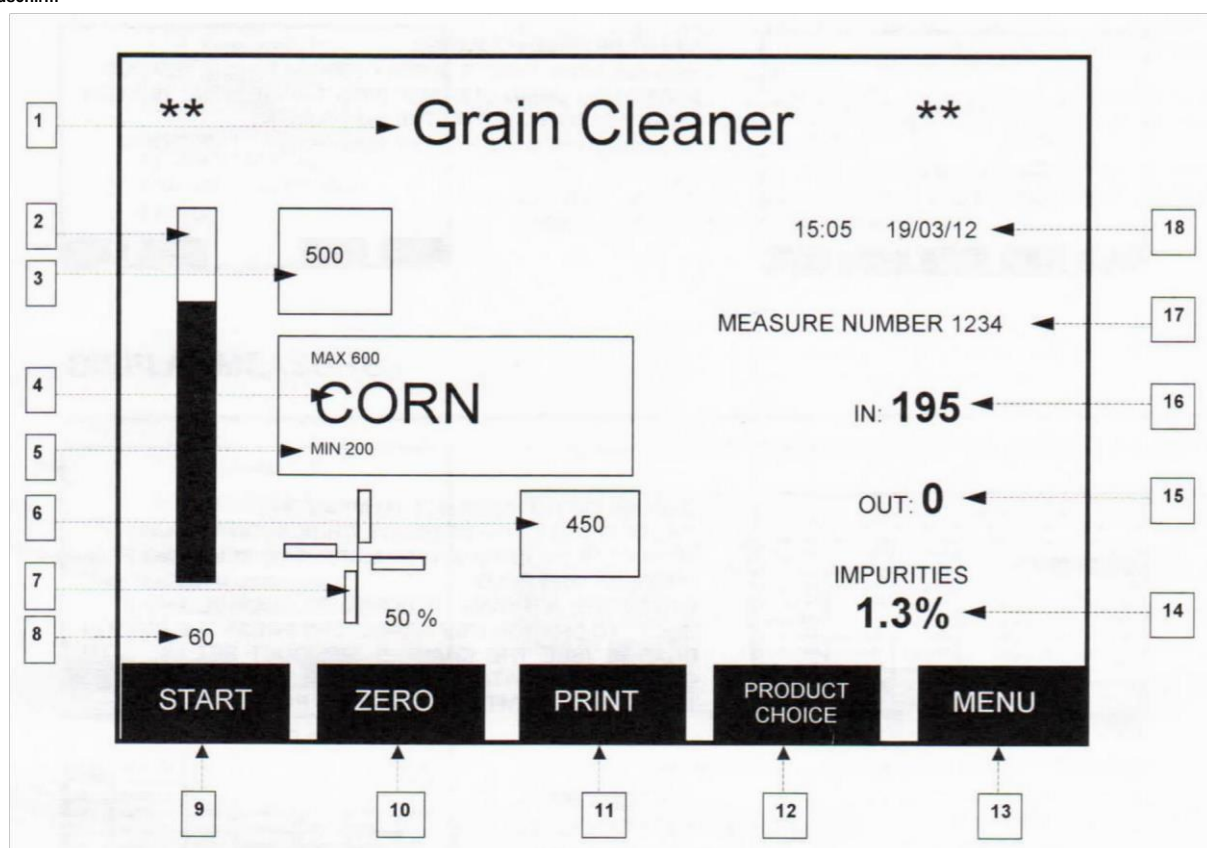 ** Grain Cleaner **
1
2
3
4
5
6
7
8
500
15:05 19/03/12
18
MEASURE NUMBER 1234
17
MAX 600
CORN
MIN 200
IN: 195
16
OUT: 0
15
450
IMPURITIES
1.3%
14
50 %
60
START ZERO PRINT PRODUCT CHOICE MENU
9 10 11 12 13